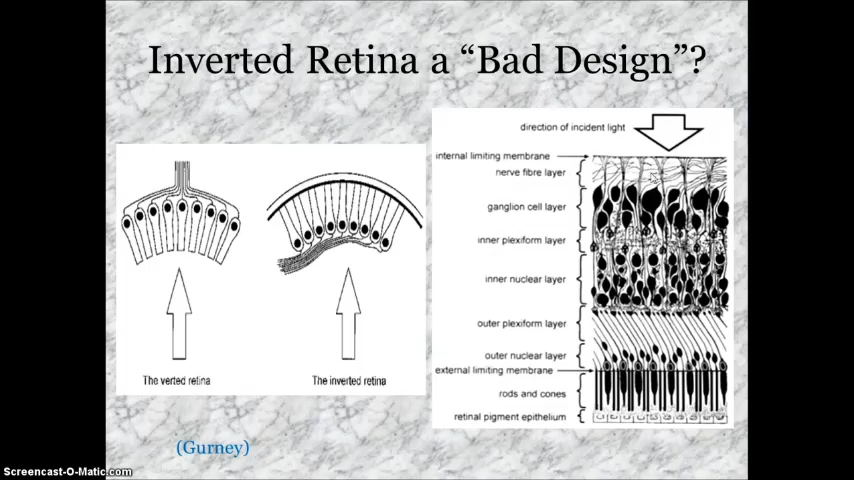 Inverted Retina a “Bad Design”?
The verted retina
The inverted retina
direction of incident light
internal limiting membrane
nerve fibre layer
ganglion cell layer
inner plexiform layer
inner nuclear layer
outer plexiform layer
outer nuclear layer
external limiting membrane
rods and cones
retinal pigment epithelium
(Gurney)
Screencast-O-Matic.com